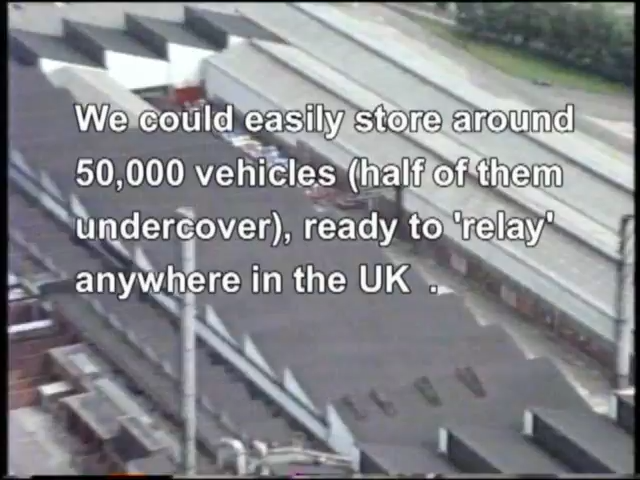 We could easily store around
50,000 vehicles (half of them
undercover), ready to 'relay'
anywhere in the UK .